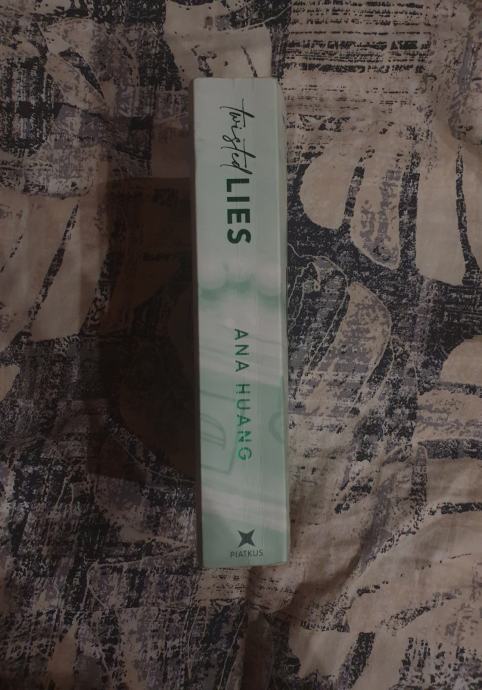 twisted
LIES
ANA HUANG
PIATKUS